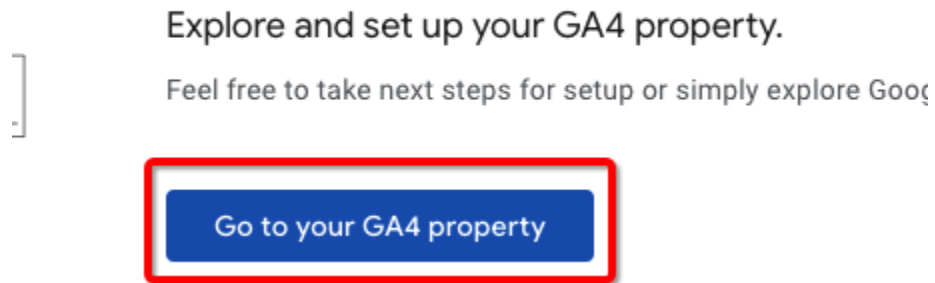 Explore and set up your GA4 property.
Feel free to take next steps for setup or simply explore
Go to your GA4 property